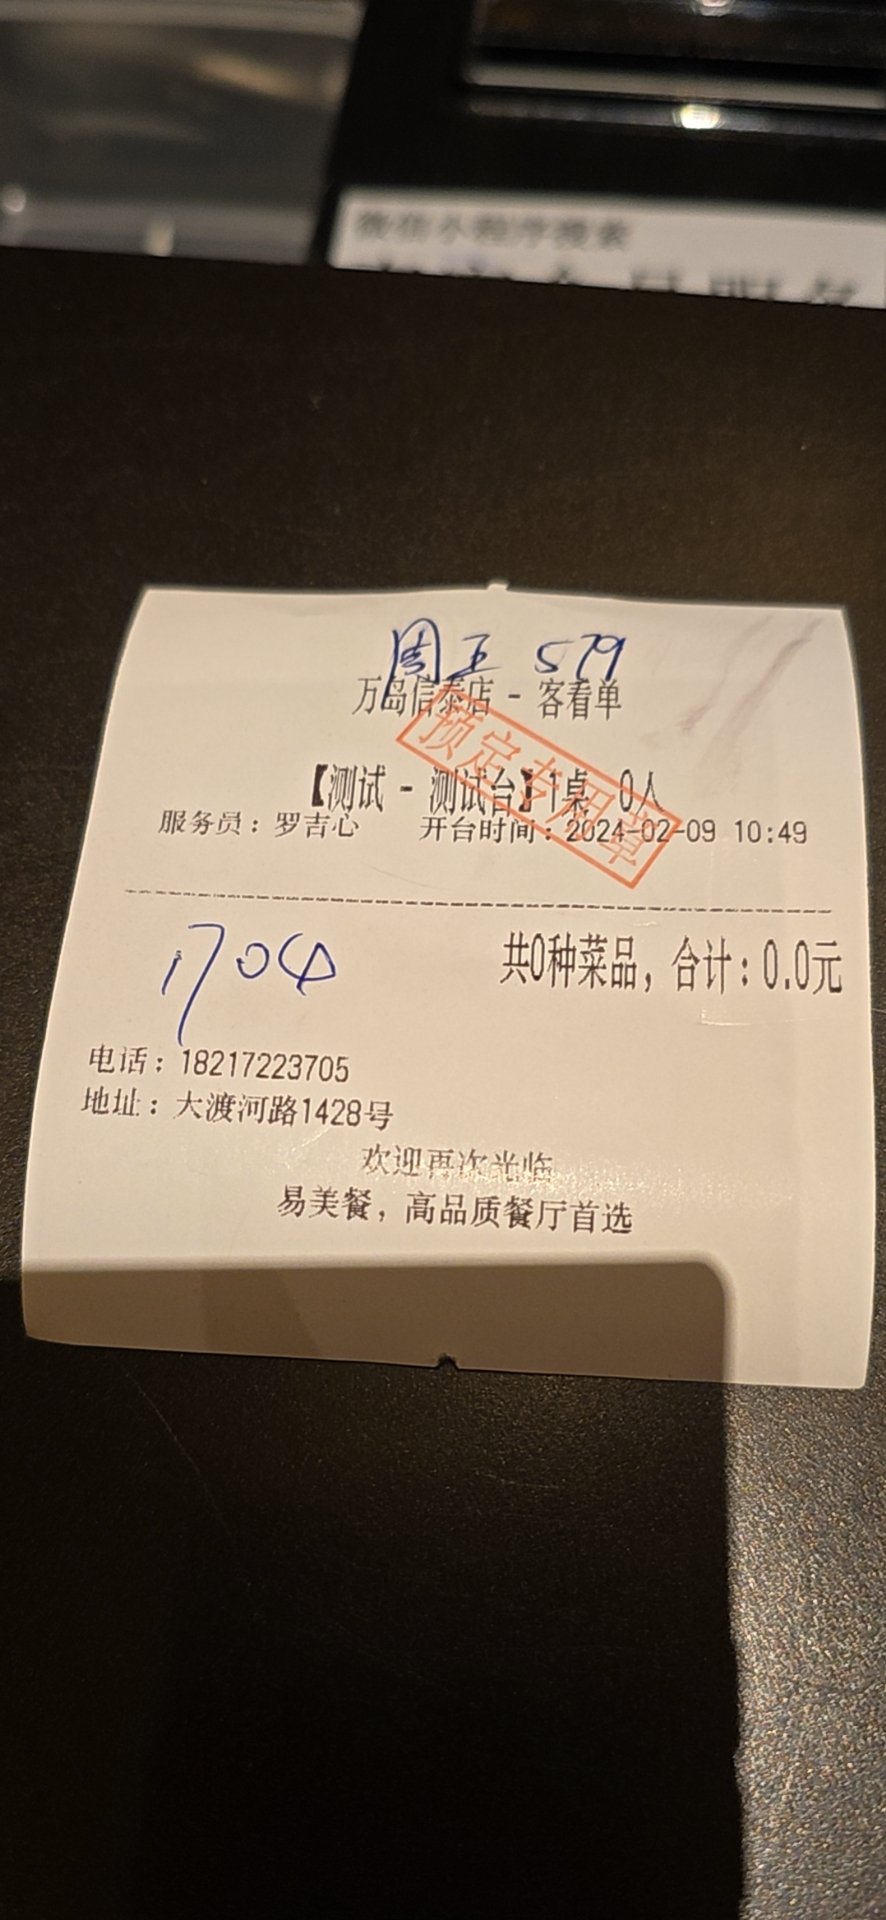 微信小程序搜索
周王 579
万岛信泰店 - 客看单
预定专用章
【测试 - 测试台】1桌 0人
服务员：罗吉心 开台时间：2024-02-09 10:49
1704
共0种菜品，合计：0.0元
电话：18217223705
地址：大渡河路1428号
欢迎再次光临
易美餐，高品质餐厅首选